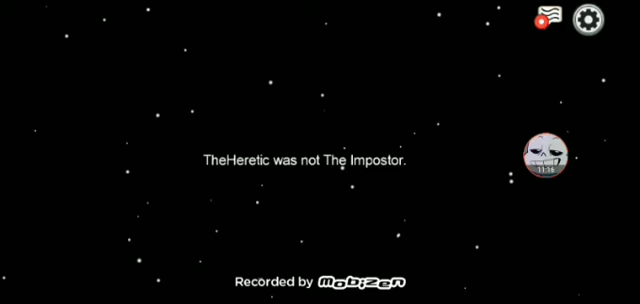 TheHeretic was not The Impostor.
11:16
Recorded by mobizen